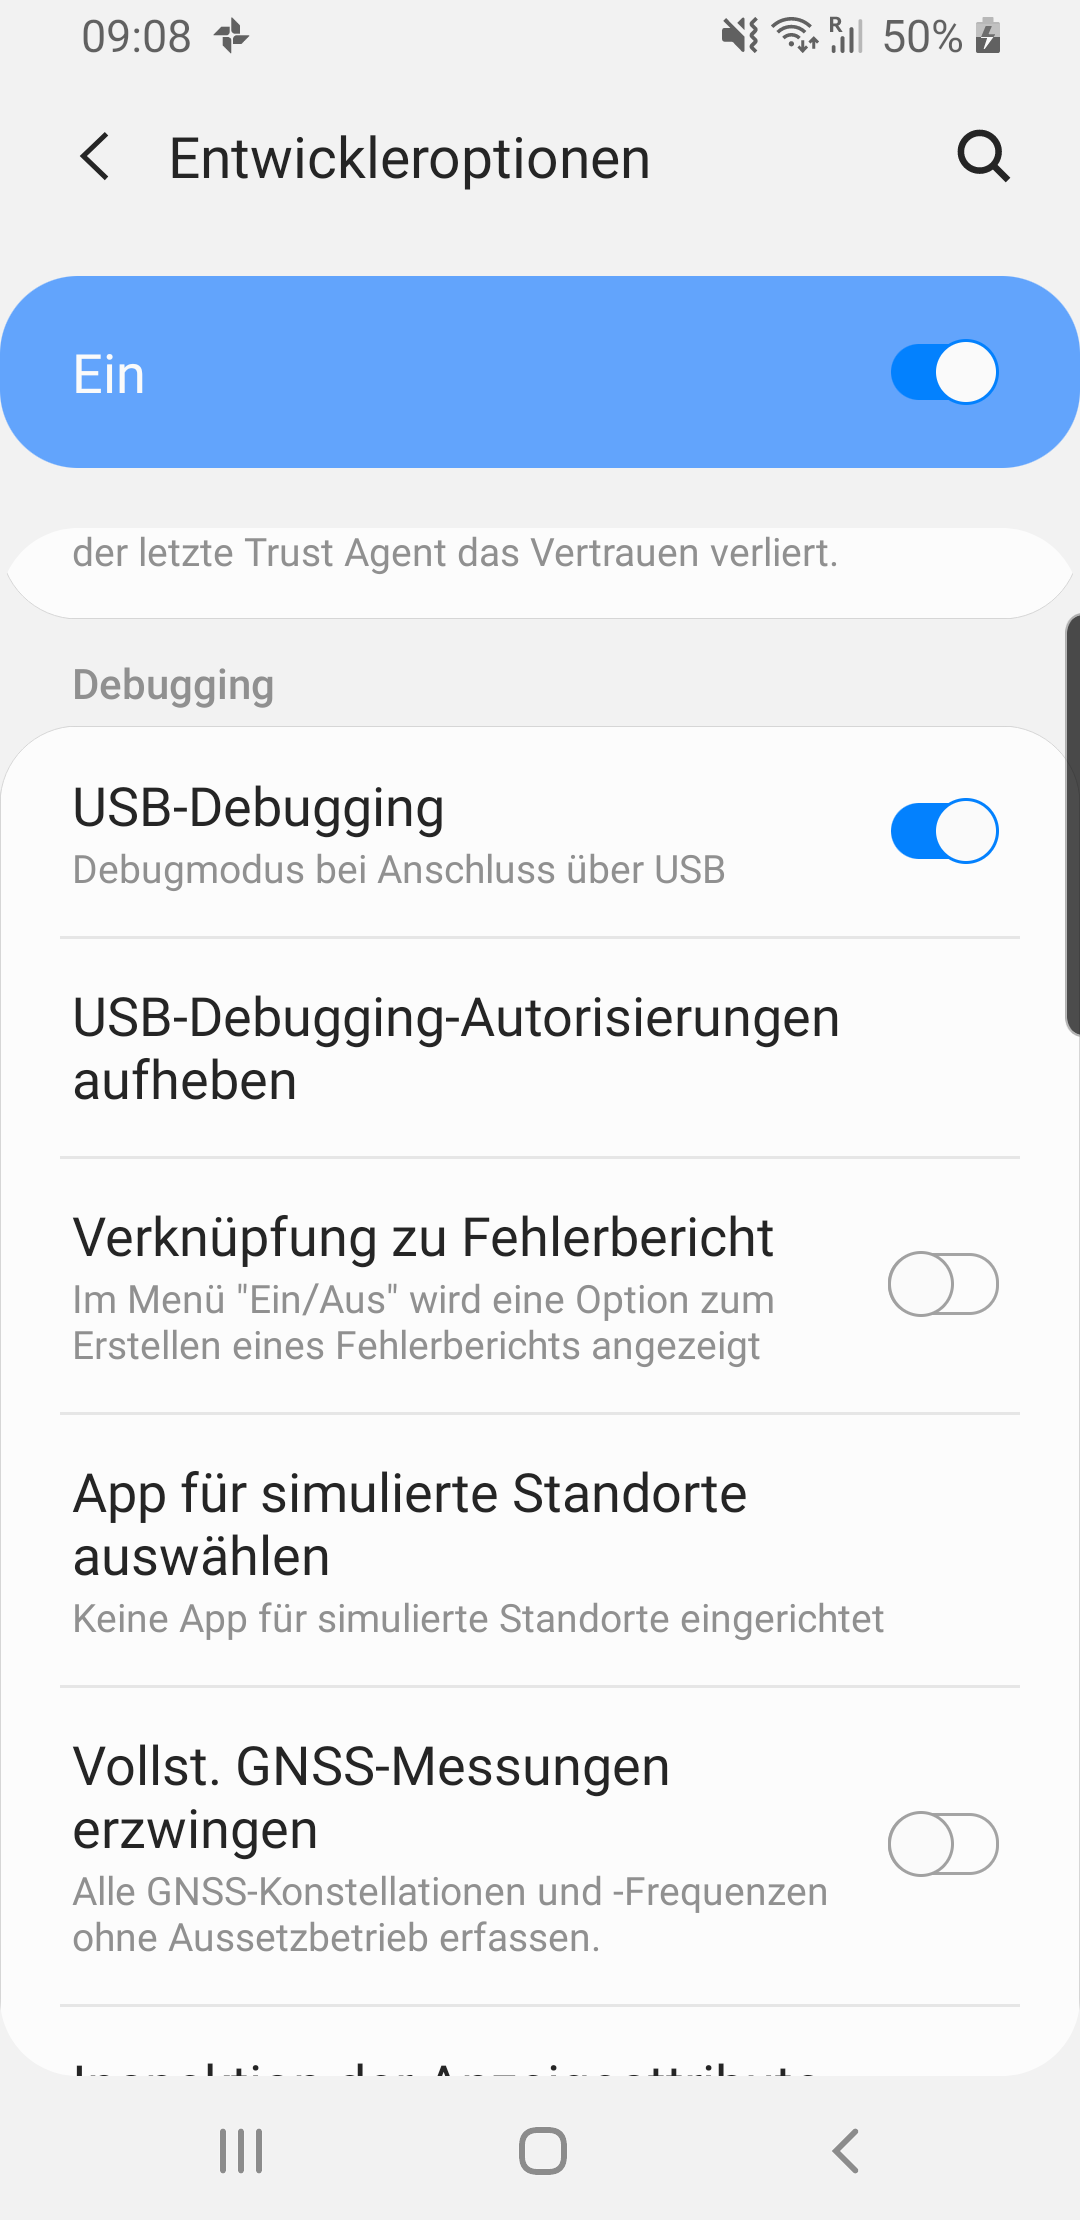 09:08
R
50%
Entwickleroptionen
Ein
der letzte Trust Agent das Vertrauen verliert.
Debugging
USB-Debugging
Debugmodus bei Anschluss über USB
USB-Debugging-Autorisierungen
aufheben
Verknüpfung zu Fehlerbericht
Im Menü "Ein/Aus" wird eine Option zum
Erstellen eines Fehlerberichts angezeigt
App für simulierte Standorte
auswählen
Keine App für simulierte Standorte eingerichtet
Vollst. GNSS-Messungen
erzwingen
Alle GNSS-Konstellationen und -Frequenzen
ohne Aussetzbetrieb erfassen.
Inspektion der Anzeigeattribute